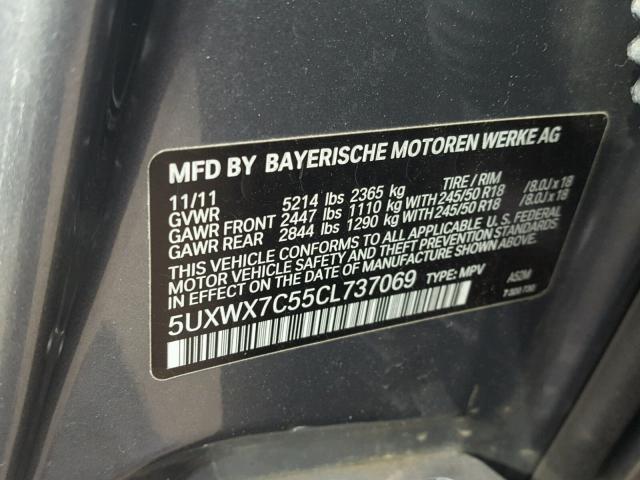 MFD BY BAYERISCHE MOTOREN WERKE AG
11/11 5214 lbs 2365 kg TIRE / RIM
GVWR
GAWR FRONT 2447 lbs 1110 kg WITH 245/50 R18 /8.0J x 18
GAWR REAR 2844 lbs 1290 kg WITH 245/50 R18 /8.0J x 18
THIS VEHICLE CONFORMS TO ALL APPLICABLE U.S. FEDERAL
MOTOR VEHICLE SAFETY AND THEFT PREVENTION STANDARDS
IN EFFECT ON THE DATE OF MANUFACTURE SHOWN ABOVE.
5UXWX7C55CL737069 TYPE: MPV